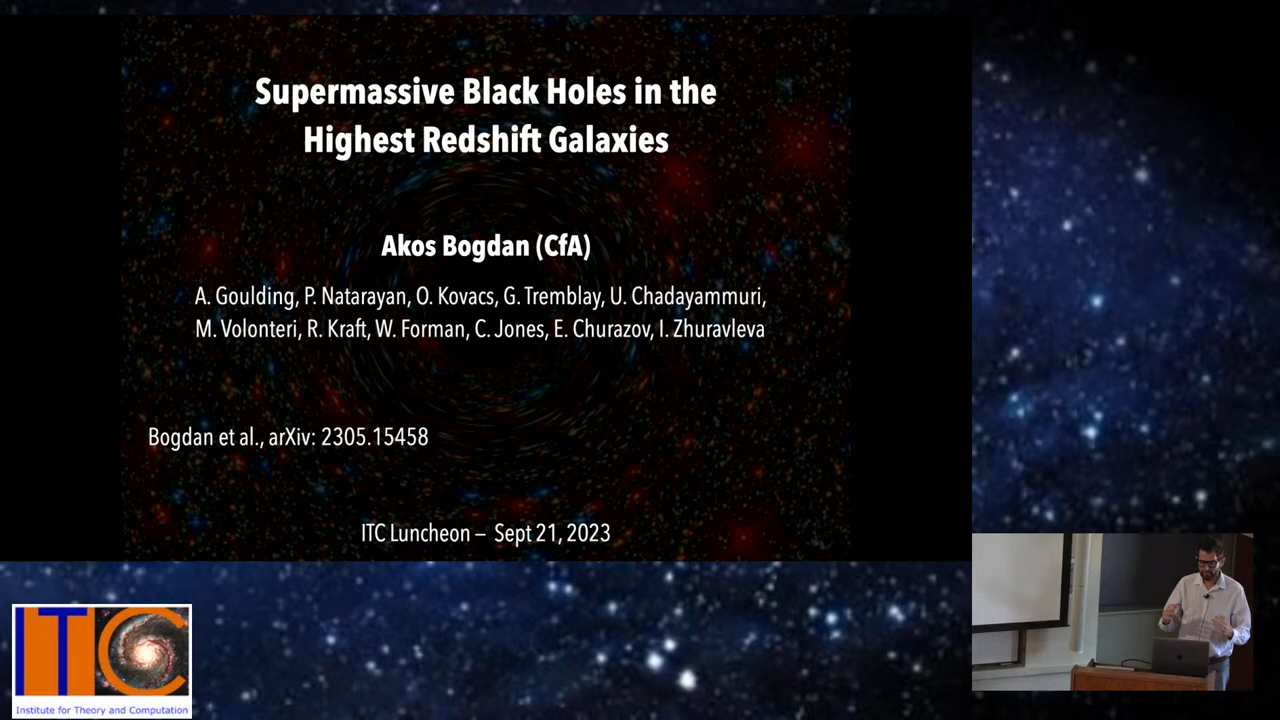 Supermassive Black Holes in the
Highest Redshift Galaxies
Akos Bogdan (CfA)
A. Goulding, P. Natarayan, O. Kovacs, G. Tremblay, U. Chadayammuri,
M. Volonteri, R. Kraft, W. Forman, C. Jones, E. Churazov, I. Zhuravleva
Bogdan et al., arXiv: 2305.15458
ITC Luncheon – Sept 21, 2023
ITC
Institute for Theory and Computation